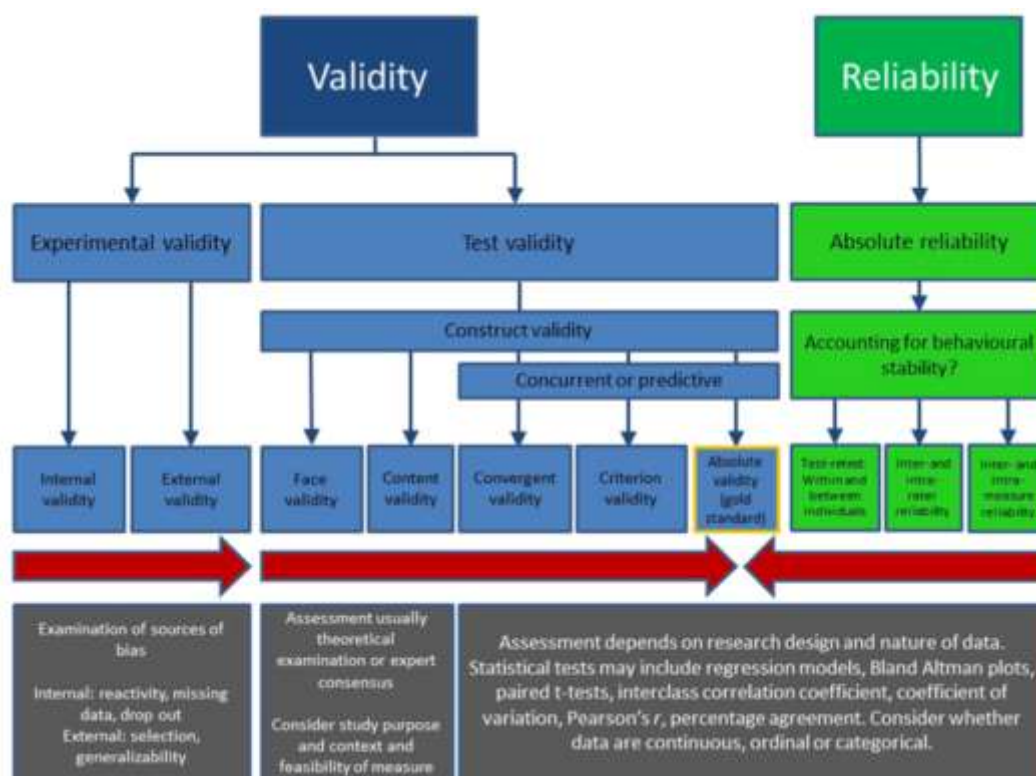 Validity
Reliability
Experimental validity
Test validity
Absolute reliability
Construct validity
Accounting for behavioural
stability?
Concurrent or predictive
Internal
validity
External
validity
Face
validity
Content
validity
Convergent
validity
Criterion
validity
Absolute
validity
(gold
standard)
Test-retest:
Within and
between
individuals
Inter- and
intra-
rater
reliability
Inter- and
intra-
measure
reliability
Examination of sources of
bias
Internal: reactivity, missing
data, drop out
External: selection,
generalizability
Assessment usually
theoretical
examination or expert
consensus
Consider study purpose
and context and
feasibility of measure
Assessment depends on research design and nature of data.
Statistical tests may include regression models, Bland Altman plots,
paired t-tests, interclass correlation coefficient, coefficient of
variation, Pearson's r, percentage agreement. Consider whether
data are continuous, ordinal or categorical.